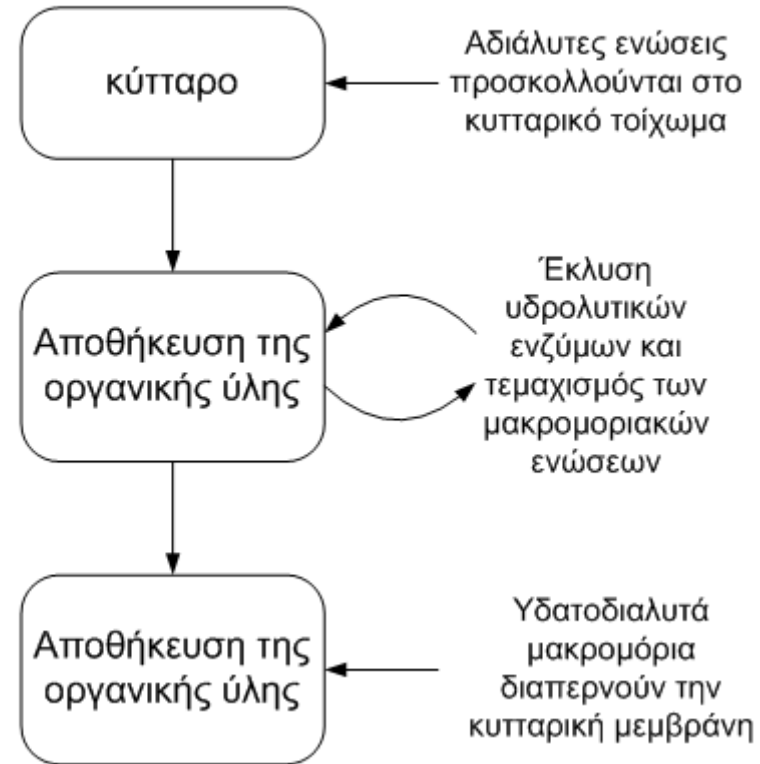 κύτταρο
Αδιάλυτες ενώσεις
προσκολλούνται στο
κυτταρικό τοίχωμα
Αποθήκευση της
οργανικής ύλης
Έκλυση
υδρολυτικών
ενζύμων και
τεμαχισμός των
μακρομοριακών
ενώσεων
Αποθήκευση της
οργανικής ύλης
Υδατοδιαλυτά
μακρομόρια
διαπερνούν την
κυτταρική μεμβράνη